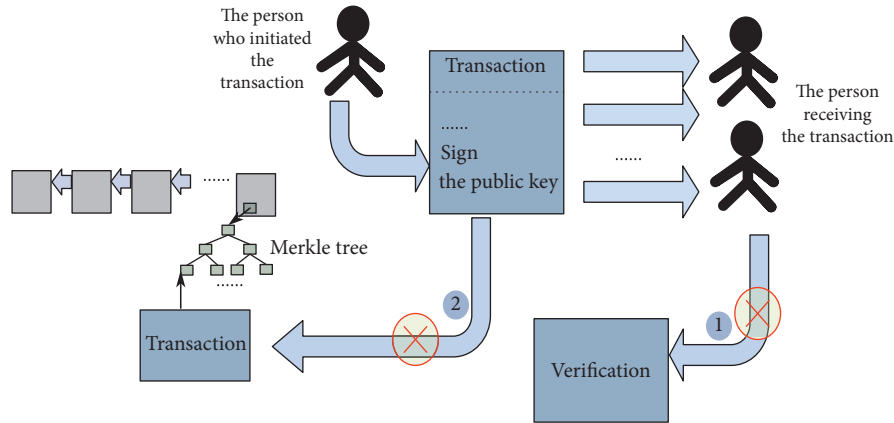 The person
who initiated
the
transaction
Transaction
......
Sign
the public key
......
The person
receiving
the transaction
......
Merkle tree
......
Transaction
2
1
Verification